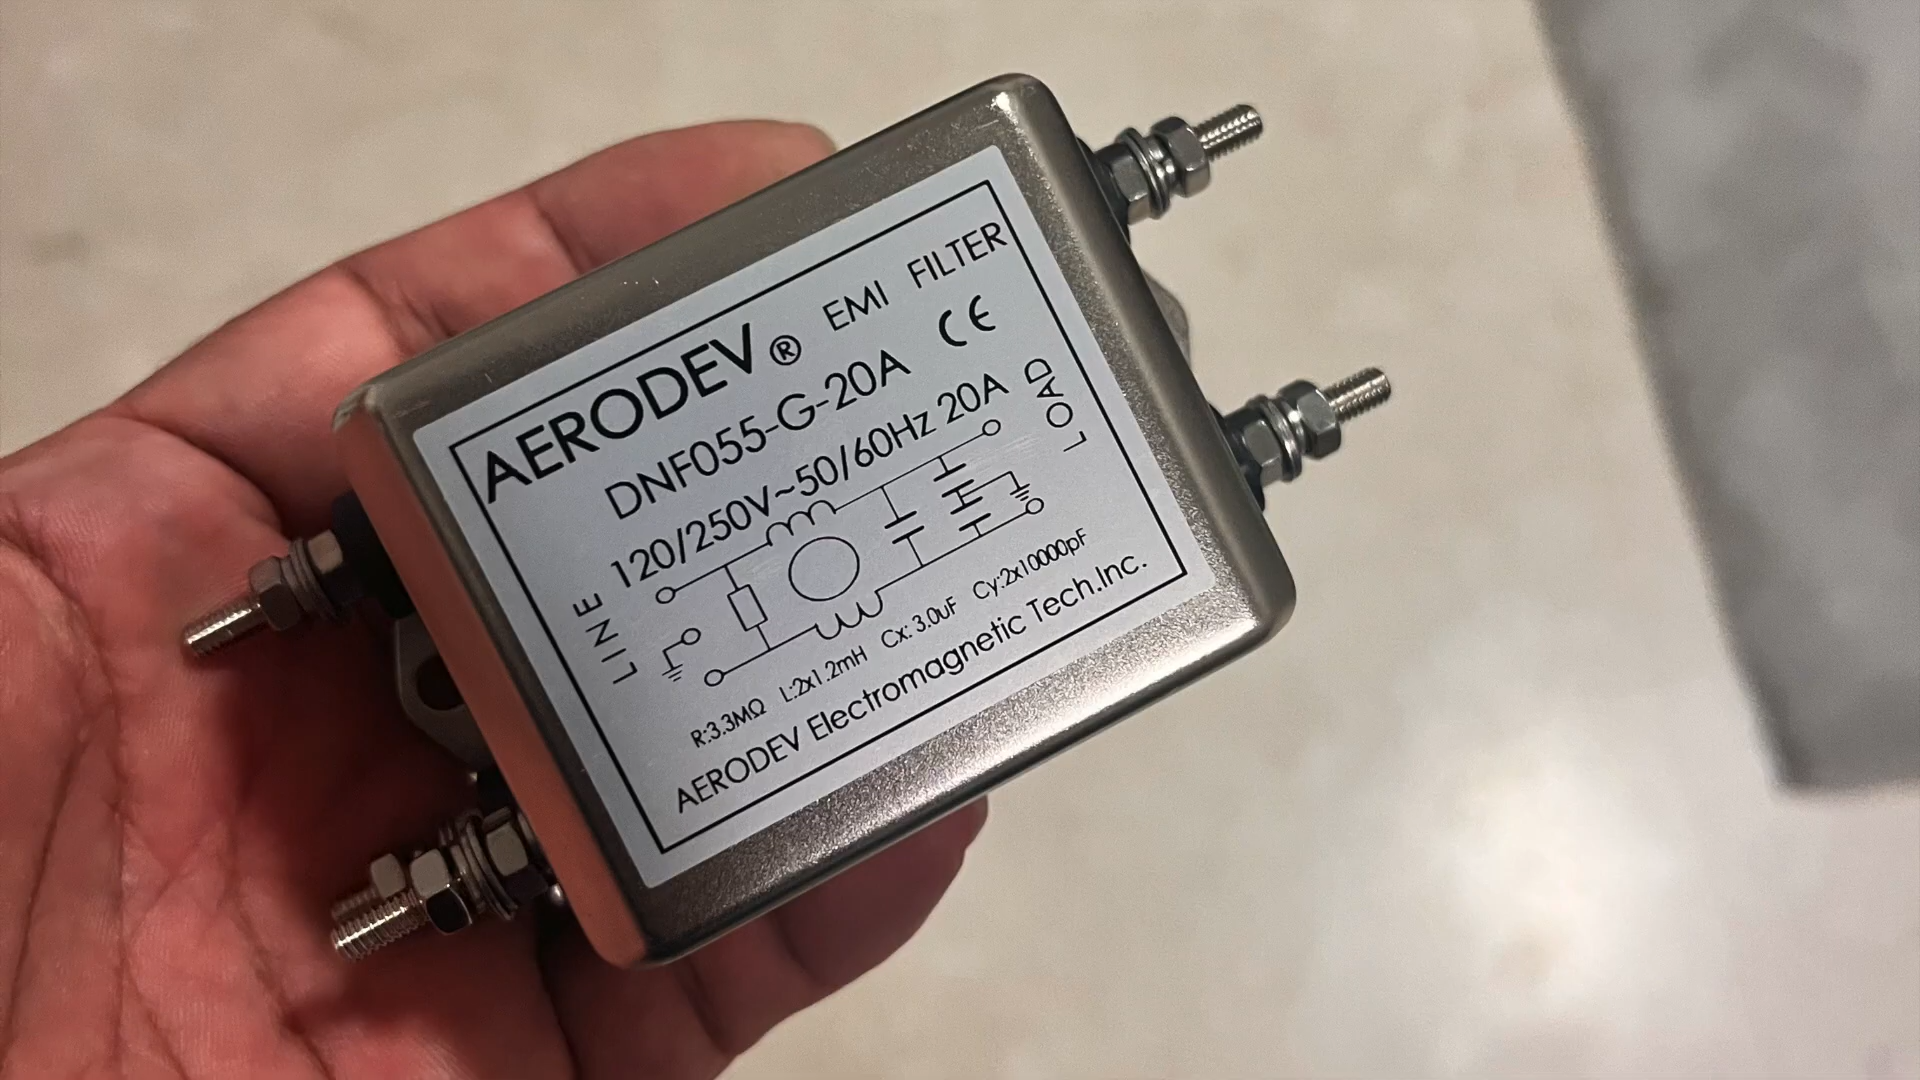 AERODEV® EMI FILTER
DNF055-G-20A CE
120/250V~50/60Hz 20A
LINE
LOAD
R:3.3MΩ L:2x1.2mH Cx: 3.0uF Cy:2x10000pF
AERODEV Electromagnetic Tech.Inc.